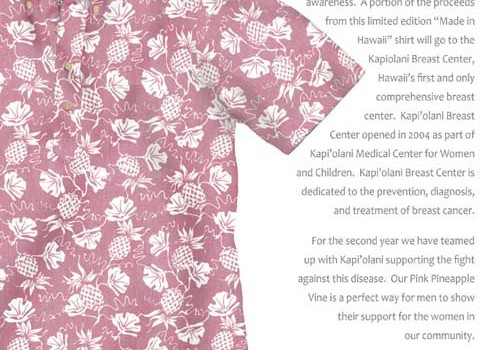 awareness.  A portion of the proceeds
from this limited edition “Made in
Hawaii” shirt will go to the
Kapiolani Breast Center,
Hawaii’s first and only
comprehensive breast
center.  Kapi’olani Breast
Center opened in 2004 as part of
Kapi’olani Medical Center for Women
and Children.  Kapi’olani Breast Center is
dedicated to the prevention, diagnosis,
and treatment of breast cancer.
For the second year we have teamed
up with Kapi’olani supporting the fight
against this disease.  Our Pink Pineapple
Vine is a perfect way for men to show
their support for the women in
our community.